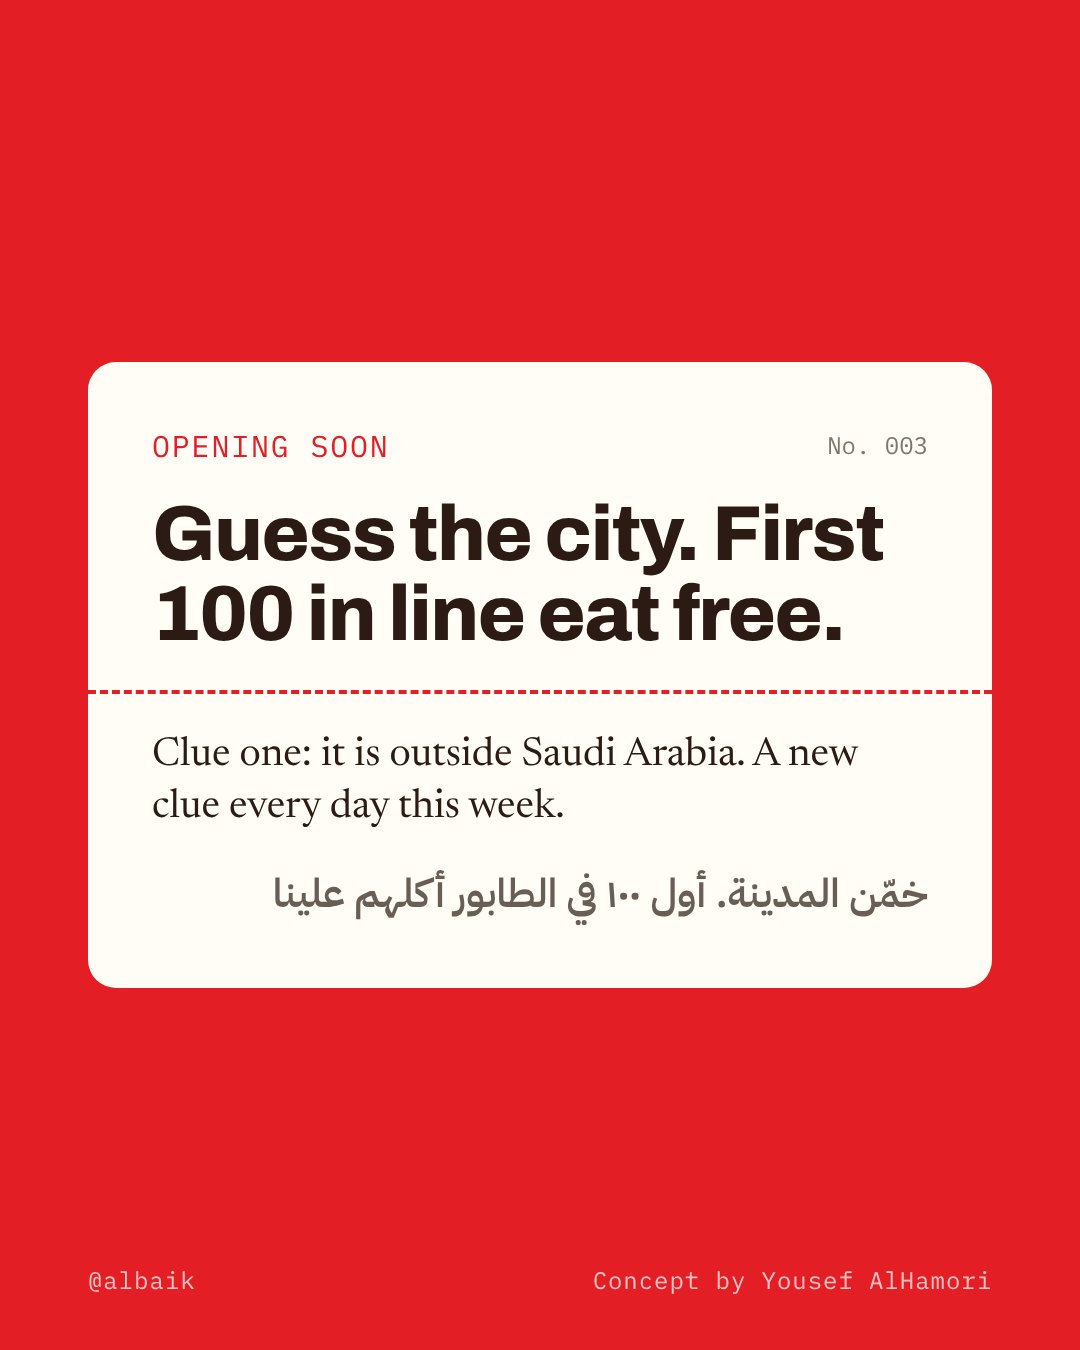 OPENING SOON
No. 003
Guess the city. First
100 in line eat free.
Clue one: it is outside Saudi Arabia. A new
clue every day this week.
خمّن المدينة. أول ١٠٠ في الطابور أكلهم علينا
@albaik
Concept by Yousef AlHamori